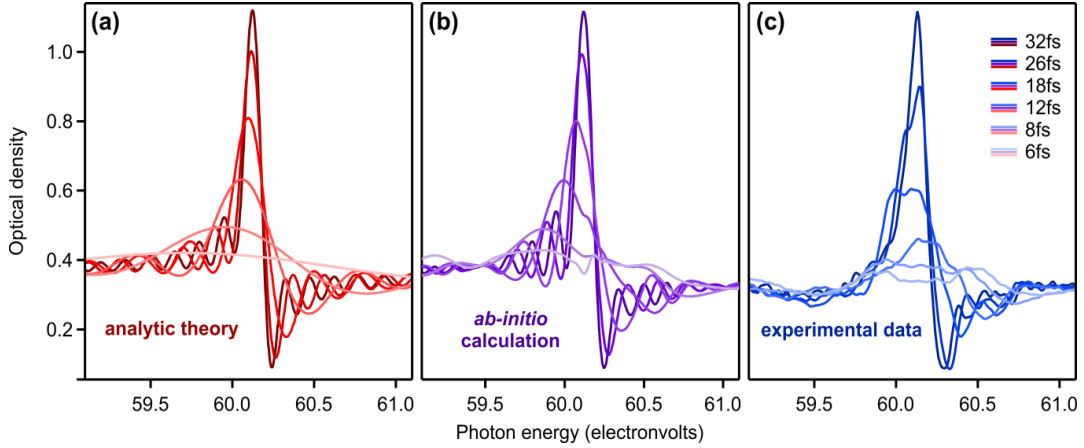 (a)
(b)
(c)
32fs
26fs
18fs
12fs
8fs
6fs
Optical density
1.0
0.8
0.6
0.4
0.2
analytic theory
ab-initio
calculation
experimental data
59.5
60.0
60.5
61.0
59.5
60.0
60.5
61.0
59.5
60.0
60.5
61.0
Photon energy (electronvolts)